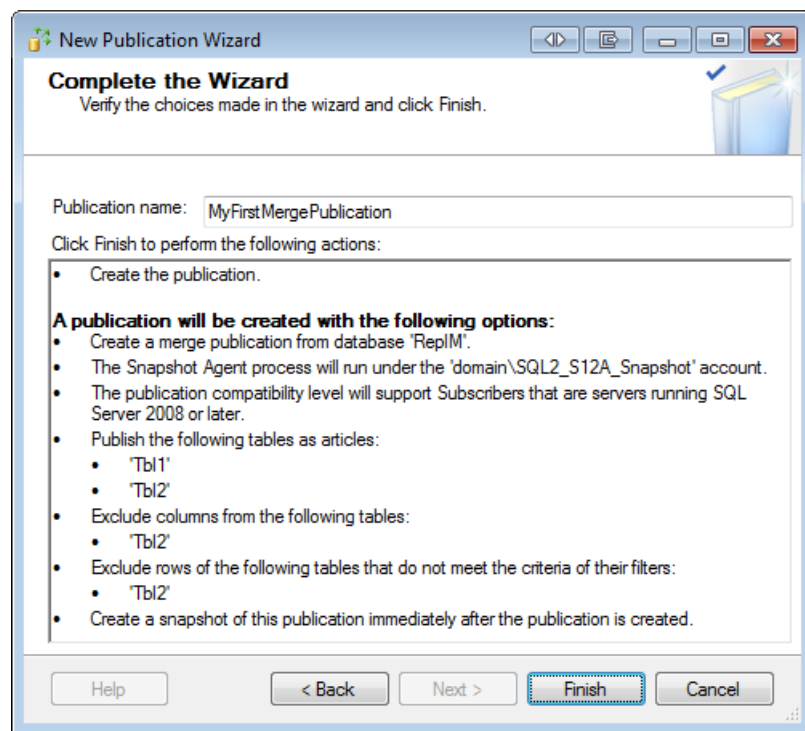 New Publication Wizard
Complete the Wizard
Verify the choices made in the wizard and click Finish.
Publication name: MyFirstMergePublication
Click Finish to perform the following actions:
• Create the publication.
A publication will be created with the following options:
• Create a merge publication from database 'ReplM'.
• The Snapshot Agent process will run under the 'domain\SQL2_S12A_Snapshot' account.
• The publication compatibility level will support Subscribers that are servers running SQL
Server 2008 or later.
• Publish the following tables as articles:
• 'Tbl1'
• 'Tbl2'
• Exclude columns from the following tables:
• 'Tbl2'
• Exclude rows of the following tables that do not meet the criteria of their filters:
• 'Tbl2'
• Create a snapshot of this publication immediately after the publication is created.
Help < Back Next > Finish Cancel